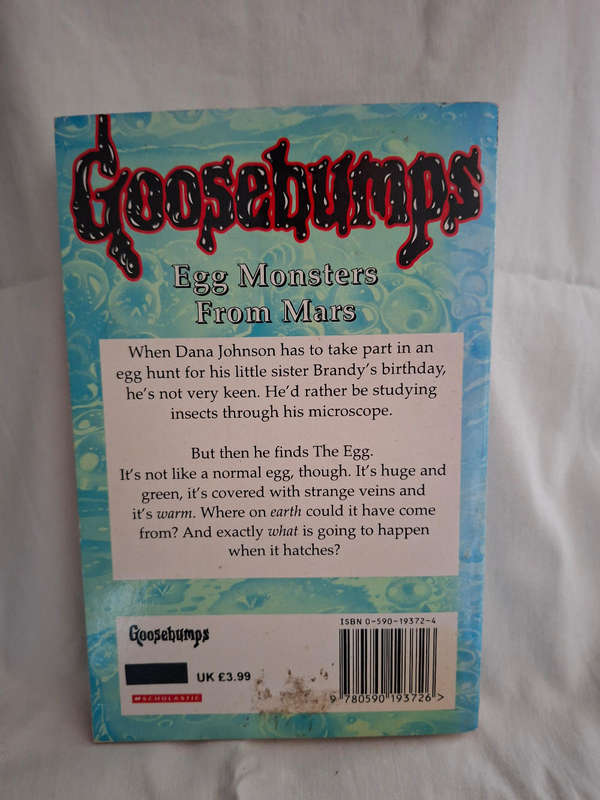 Goosebumps
Egg Monsters
From Mars
When Dana Johnson has to take part in an
egg hunt for his little sister Brandy's birthday,
he's not very keen. He'd rather be studying
insects through his microscope.
But then he finds The Egg.
It's not like a normal egg, though. It's huge and
green, it's covered with strange veins and
it's warm. Where on earth could it have come
from? And exactly what is going to happen
when it hatches?
ISBN 0-590-19372-4
Goosebumps
UK £3.99
SCHOLASTIC
9 780590 193726 >